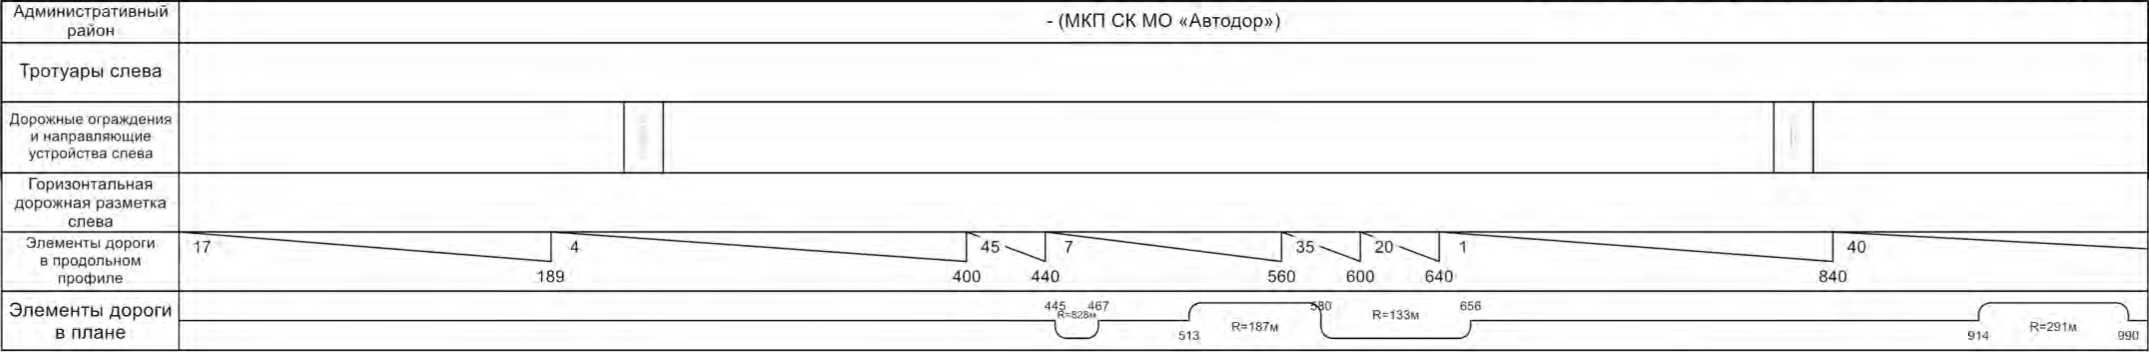 Административный
район
- (МКП СК МО «Автодор»)
Тротуары слева
Дорожные ограждения
и направляющие
устройства слева
Горизонтальная
дорожная разметка
слева
Элементы дороги
в продольном
профиле
17 4 45 7 35 20 1 40
189 400 440 560 600 640 840
Элементы дороги
в плане
445 467 580 656
R=828м R=187м R=133м R=291м
513 914 990